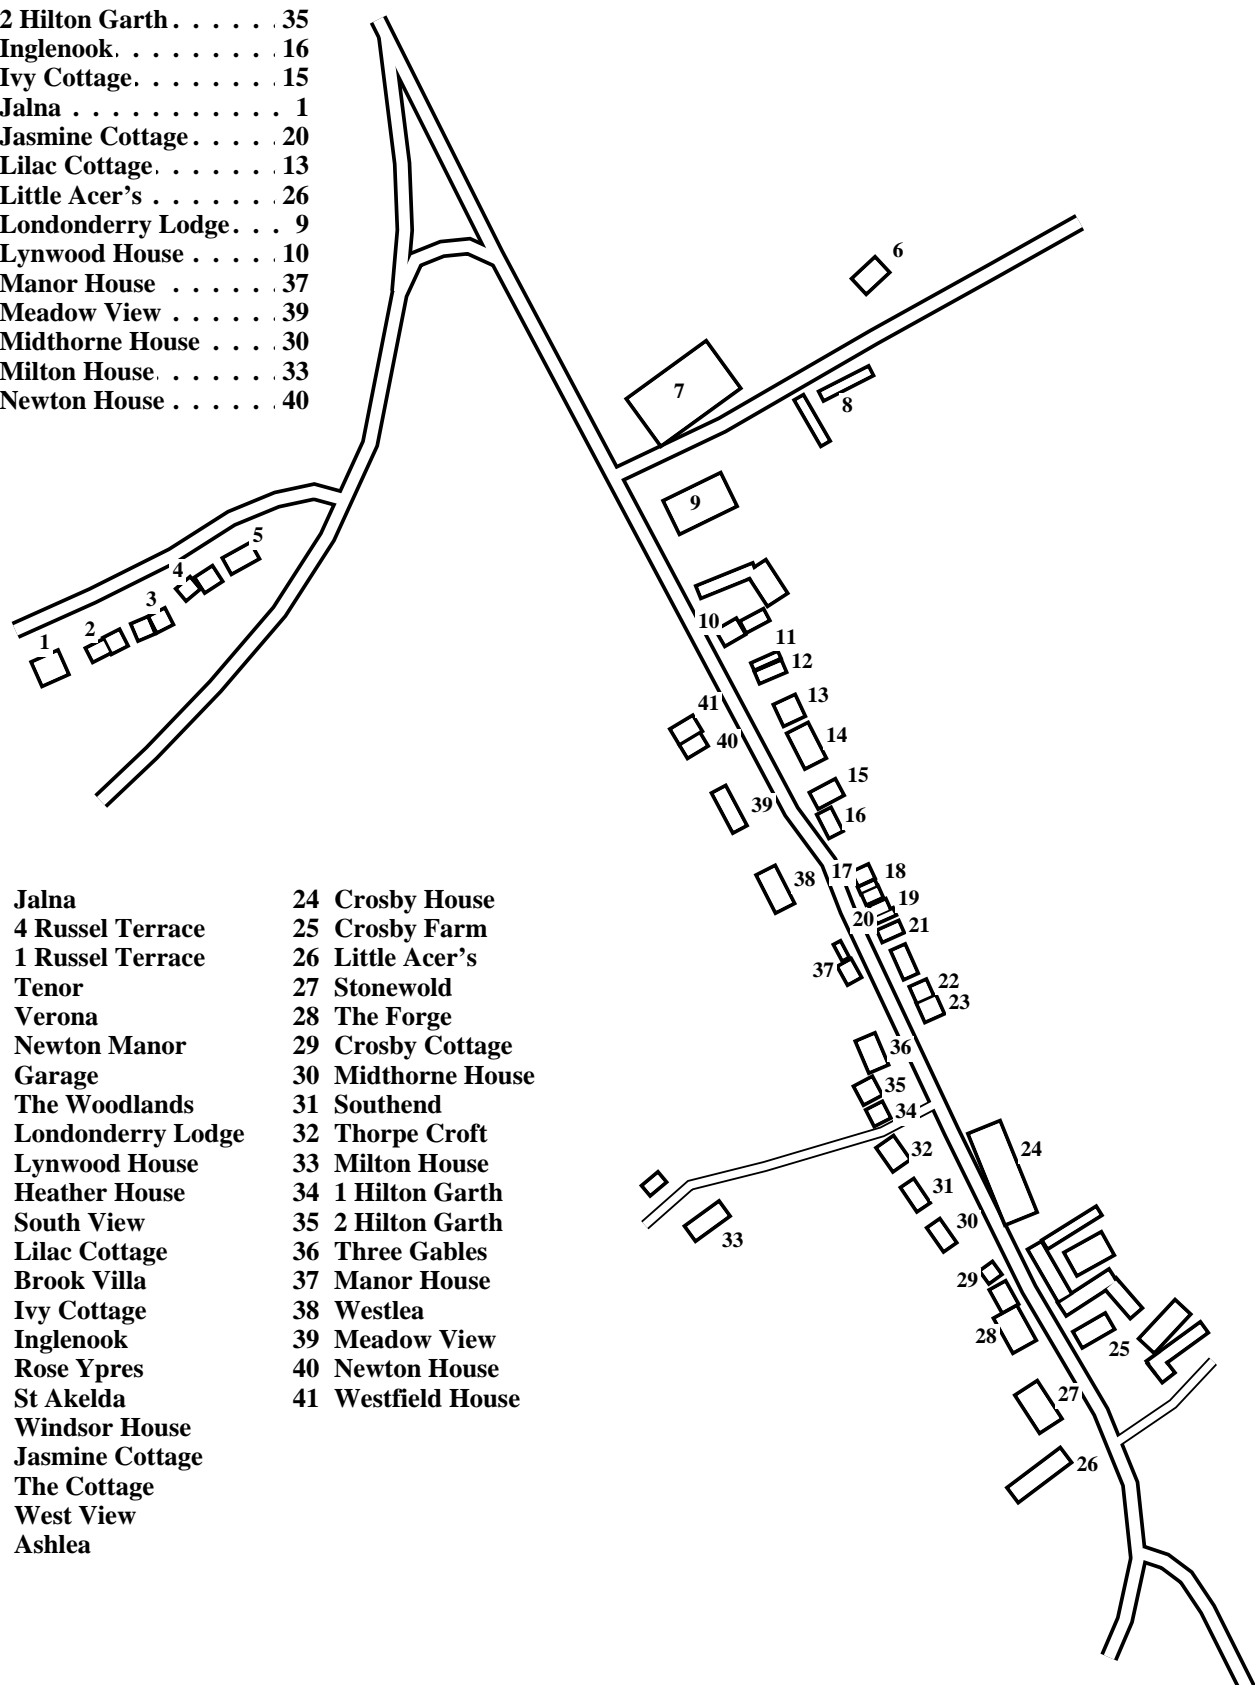 2 Hilton Garth . . . . . . 35
Inglenook . . . . . . . . . 16
Ivy Cottage . . . . . . . . 15
Jalna . . . . . . . . . . . 1
Jasmine Cottage . . . . . 20
Lilac Cottage . . . . . . . 13
Little Acer’s . . . . . . . 26
Londonderry Lodge . . . 9
Lynwood House . . . . . 10
Manor House . . . . . . 37
Meadow View . . . . . . 39
Midthorne House . . . . 30
Milton House . . . . . . . 33
Newton House . . . . . . 40
6
7
8
9
5
4
3
2
1
10
11
12
13
41
14
40
15
39
16
17
18
38
19
20
21
37
22
23
36
35
34
32
24
31
30
33
29
28
25
27
26
Jalna
4 Russel Terrace
1 Russel Terrace
Tenor
Verona
Newton Manor
Garage
The Woodlands
Londonderry Lodge
Lynwood House
Heather House
South View
Lilac Cottage
Brook Villa
Ivy Cottage
Inglenook
Rose Ypres
St Akelda
Windsor House
Jasmine Cottage
The Cottage
West View
Ashlea
24 Crosby House
25 Crosby Farm
26 Little Acer’s
27 Stonewold
28 The Forge
29 Crosby Cottage
30 Midthorne House
31 Southend
32 Thorpe Croft
33 Milton House
34 1 Hilton Garth
35 2 Hilton Garth
36 Three Gables
37 Manor House
38 Westlea
39 Meadow View
40 Newton House
41 Westfield House